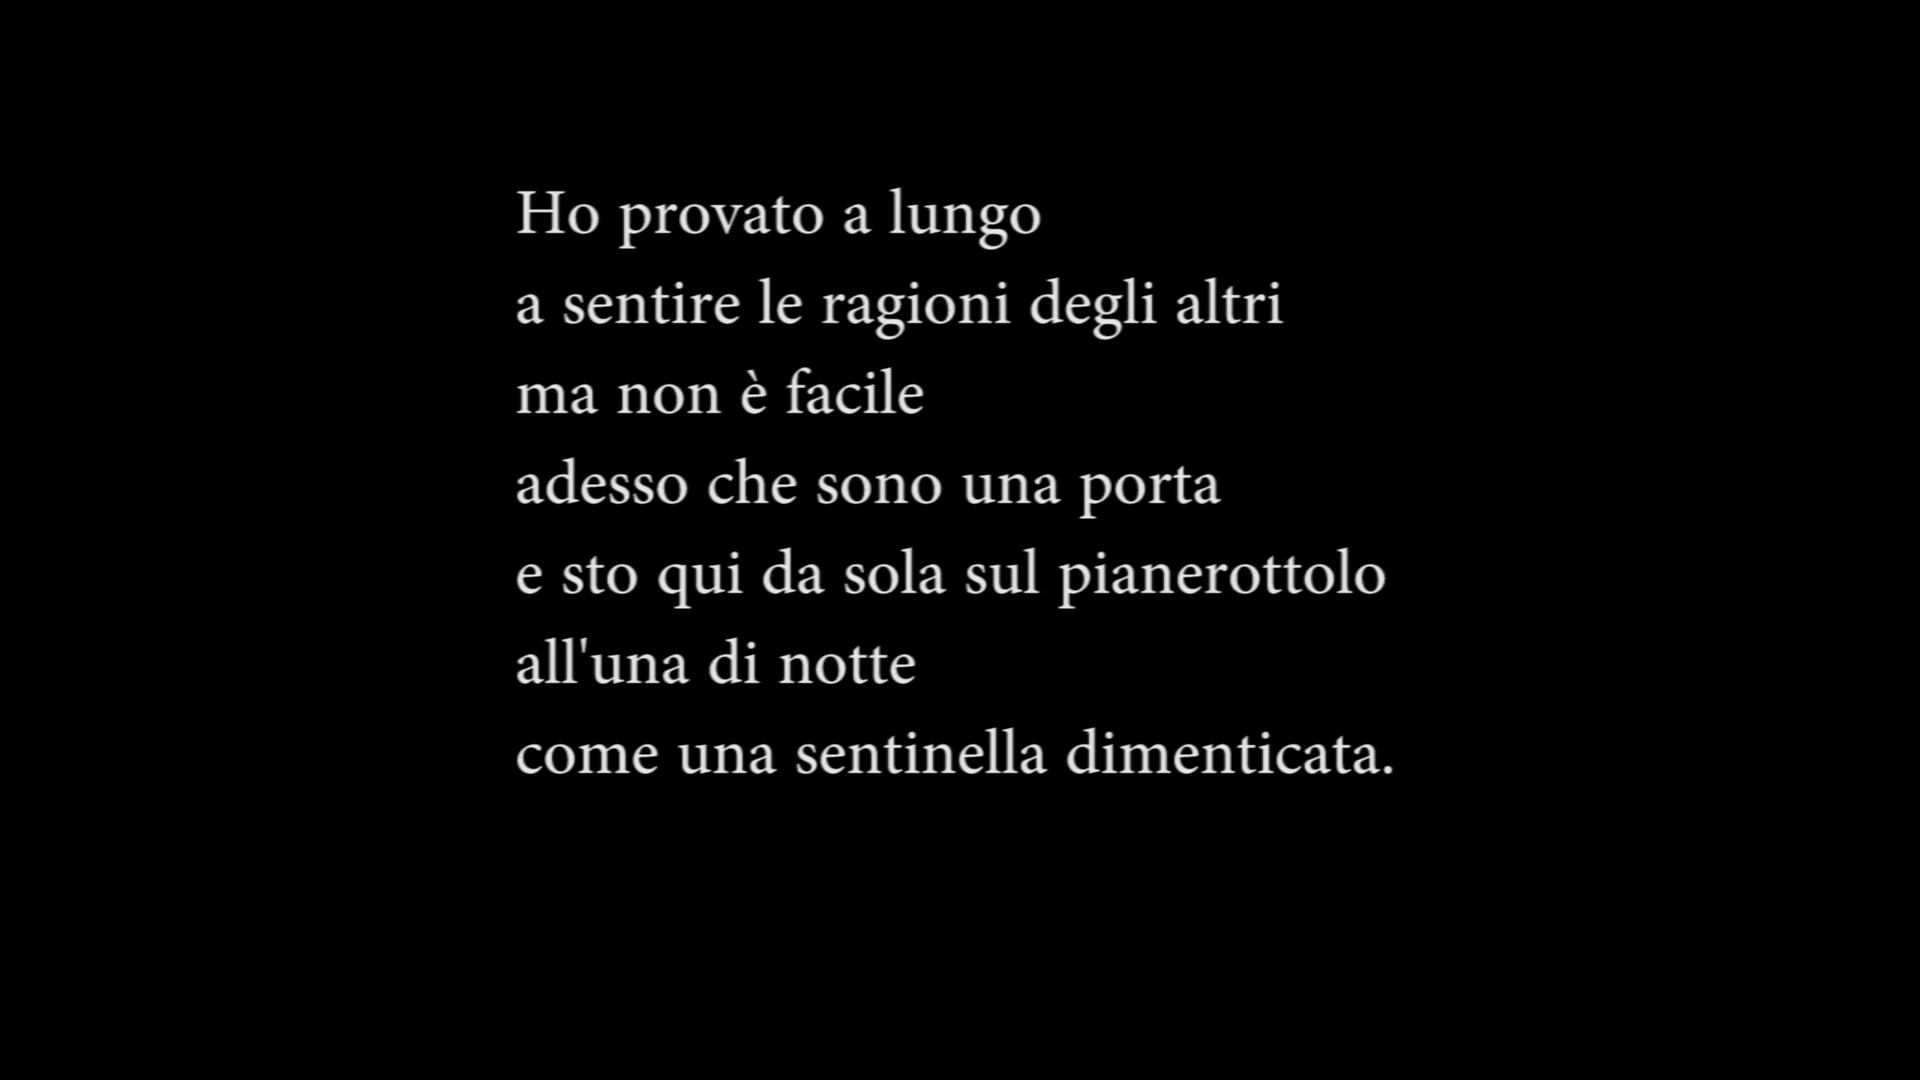 Ho provato a lungo
a sentire le ragioni degli altri
ma non è facile
adesso che sono una porta
e sto qui da sola sul pianerottolo
all'una di notte
come una sentinella dimenticata.